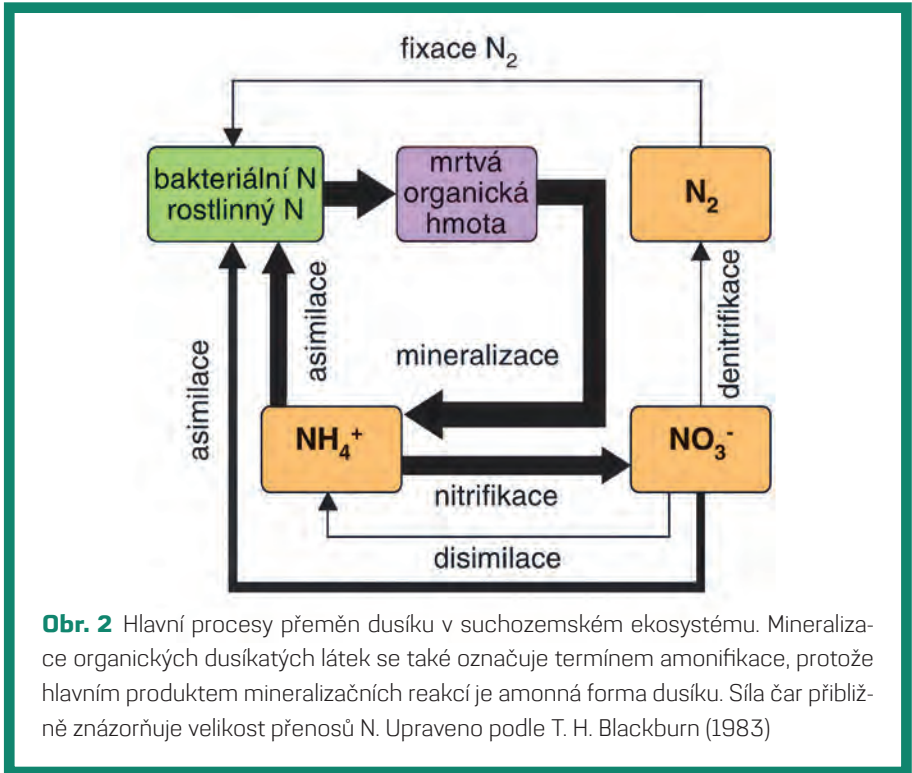 fixace N₂
bakteriální N
rostlinný N
mrtvá
organická
hmota
N₂
asimilace
asimilace
mineralizace
denitrifikace
NH₄⁺
NO₃⁻
nitrifikace
disimilace
Obr. 2 Hlavní procesy přeměn dusíku v suchozemském ekosystému. Mineraliza-
ce organických dusíkatých látek se také označuje termínem amonifikace, protože
hlavním produktem mineralizačních reakcí je amonná forma dusíku. Síla čar přibliž-
ně znázorňuje velikost přenosů N. Upraveno podle T. H. Blackburn (1983)